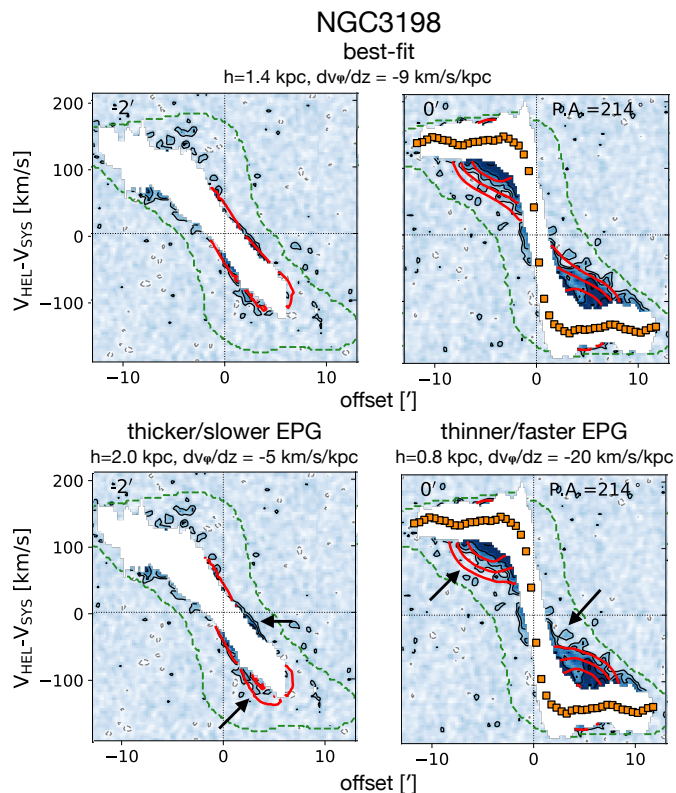 NGC3198
best-fit
h=1.4 kpc, dvφ/dz = -9 km/s/kpc
200
100
0
−100
VHEL-VSYS [km/s]
-2′
0′
P.A.=214
−10
0
10
−10
0
10
offset [′]
thicker/slower EPG
thinner/faster EPG
h=2.0 kpc, dvφ/dz = -5 km/s/kpc
h=0.8 kpc, dvφ/dz = -20 km/s/kpc
200
100
0
−100
VHEL-VSYS [km/s]
-2′
0′
P.A.=214
−10
0
10
−10
0
10
offset [′]